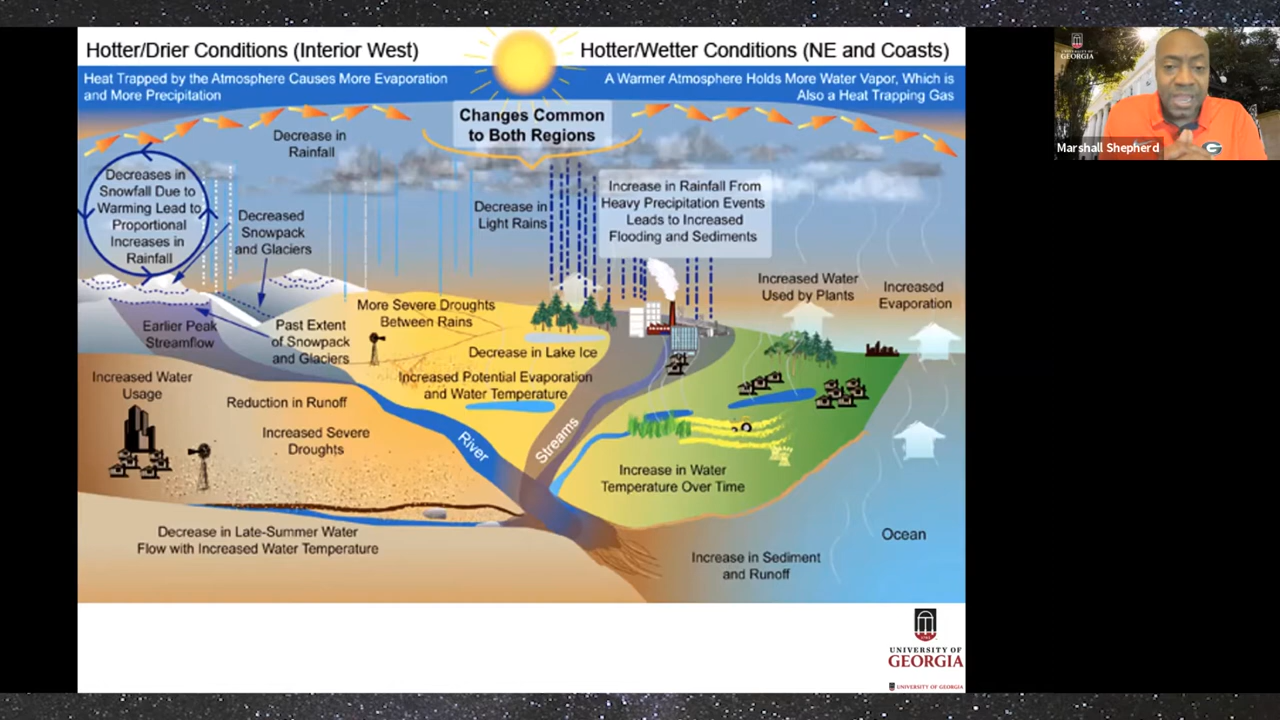 Hotter/Drier Conditions (Interior West)
Hotter/Wetter Conditions (NE and Coasts)
Heat Trapped by the Atmosphere Causes More Evaporation
and More Precipitation
A Warmer Atmosphere Holds More Water Vapor, Which is
Also a Heat Trapping Gas
Changes Common
to Both Regions
Decrease in
Rainfall
Decreases in
Snowfall Due to
Warming Lead to
Proportional
Increases in
Rainfall
Decreased
Snowpack
and Glaciers
Decrease in
Light Rains
Increase in Rainfall From
Heavy Precipitation Events
Leads to Increased
Flooding and Sediments
Increased Water
Used by Plants
Increased
Evaporation
More Severe Droughts
Between Rains
Earlier Peak
Streamflow
Past Extent
of Snowpack
and Glaciers
Decrease in Lake Ice
Increased Potential Evaporation
and Water Temperature
Increased Water
Usage
Reduction in Runoff
Increased Severe
Droughts
River
Streams
Increase in Water
Temperature Over Time
Decrease in Late-Summer Water
Flow with Increased Water Temperature
Ocean
Increase in Sediment
and Runoff
UNIVERSITY OF
GEORGIA
UNIVERSITY OF GEORGIA
UNIVERSITY OF
GEORGIA
Marshall Shepherd
G